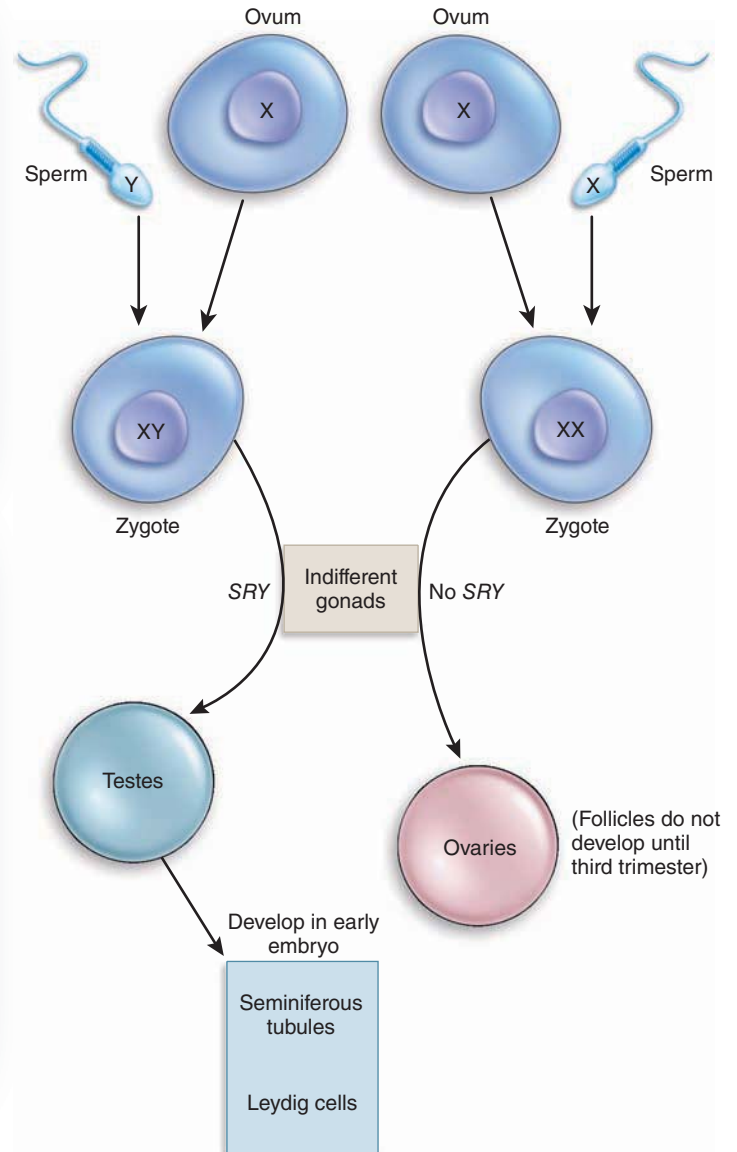 Ovum
Ovum
X
X
Sperm
Y
X
Sperm
XY
XX
Zygote
Zygote
SRY
Indifferent
gonads
No SRY
Testes
Ovaries
(Follicles do not
develop until
third trimester)
Develop in early
embryo
Seminiferous
tubules
Leydig cells